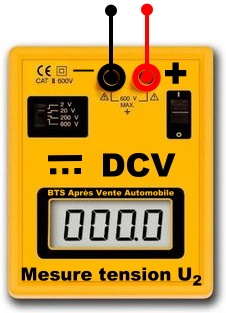 CE
CAT II 600V
− +
600 V
MAX.
2 V
20 V
200 V
600 V
I
O
DCV
BTS Après Vente Automobile
000.0
Mesure tension U2